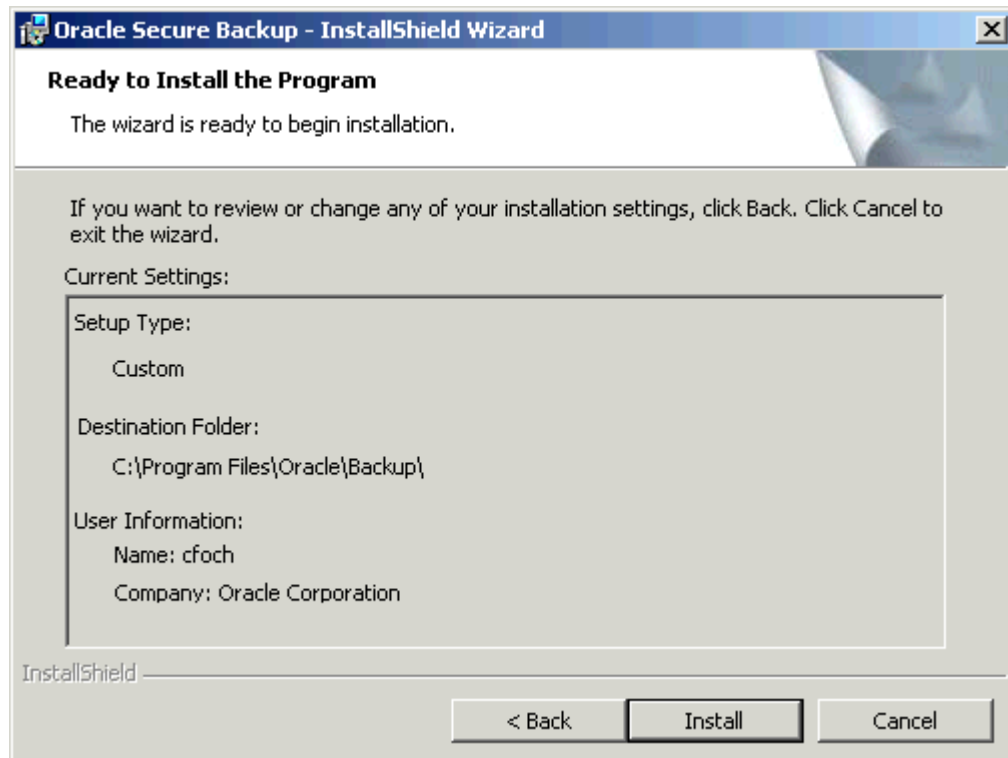 Oracle Secure Backup - InstallShield Wizard
Ready to Install the Program
The wizard is ready to begin installation.
If you want to review or change any of your installation settings, click Back. Click Cancel to
exit the wizard.
Current Settings:
Setup Type:
Custom
Destination Folder:
C:\Program Files\Oracle\Backup\
User Information:
Name: cfoch
Company: Oracle Corporation
InstallShield
< Back
Install
Cancel